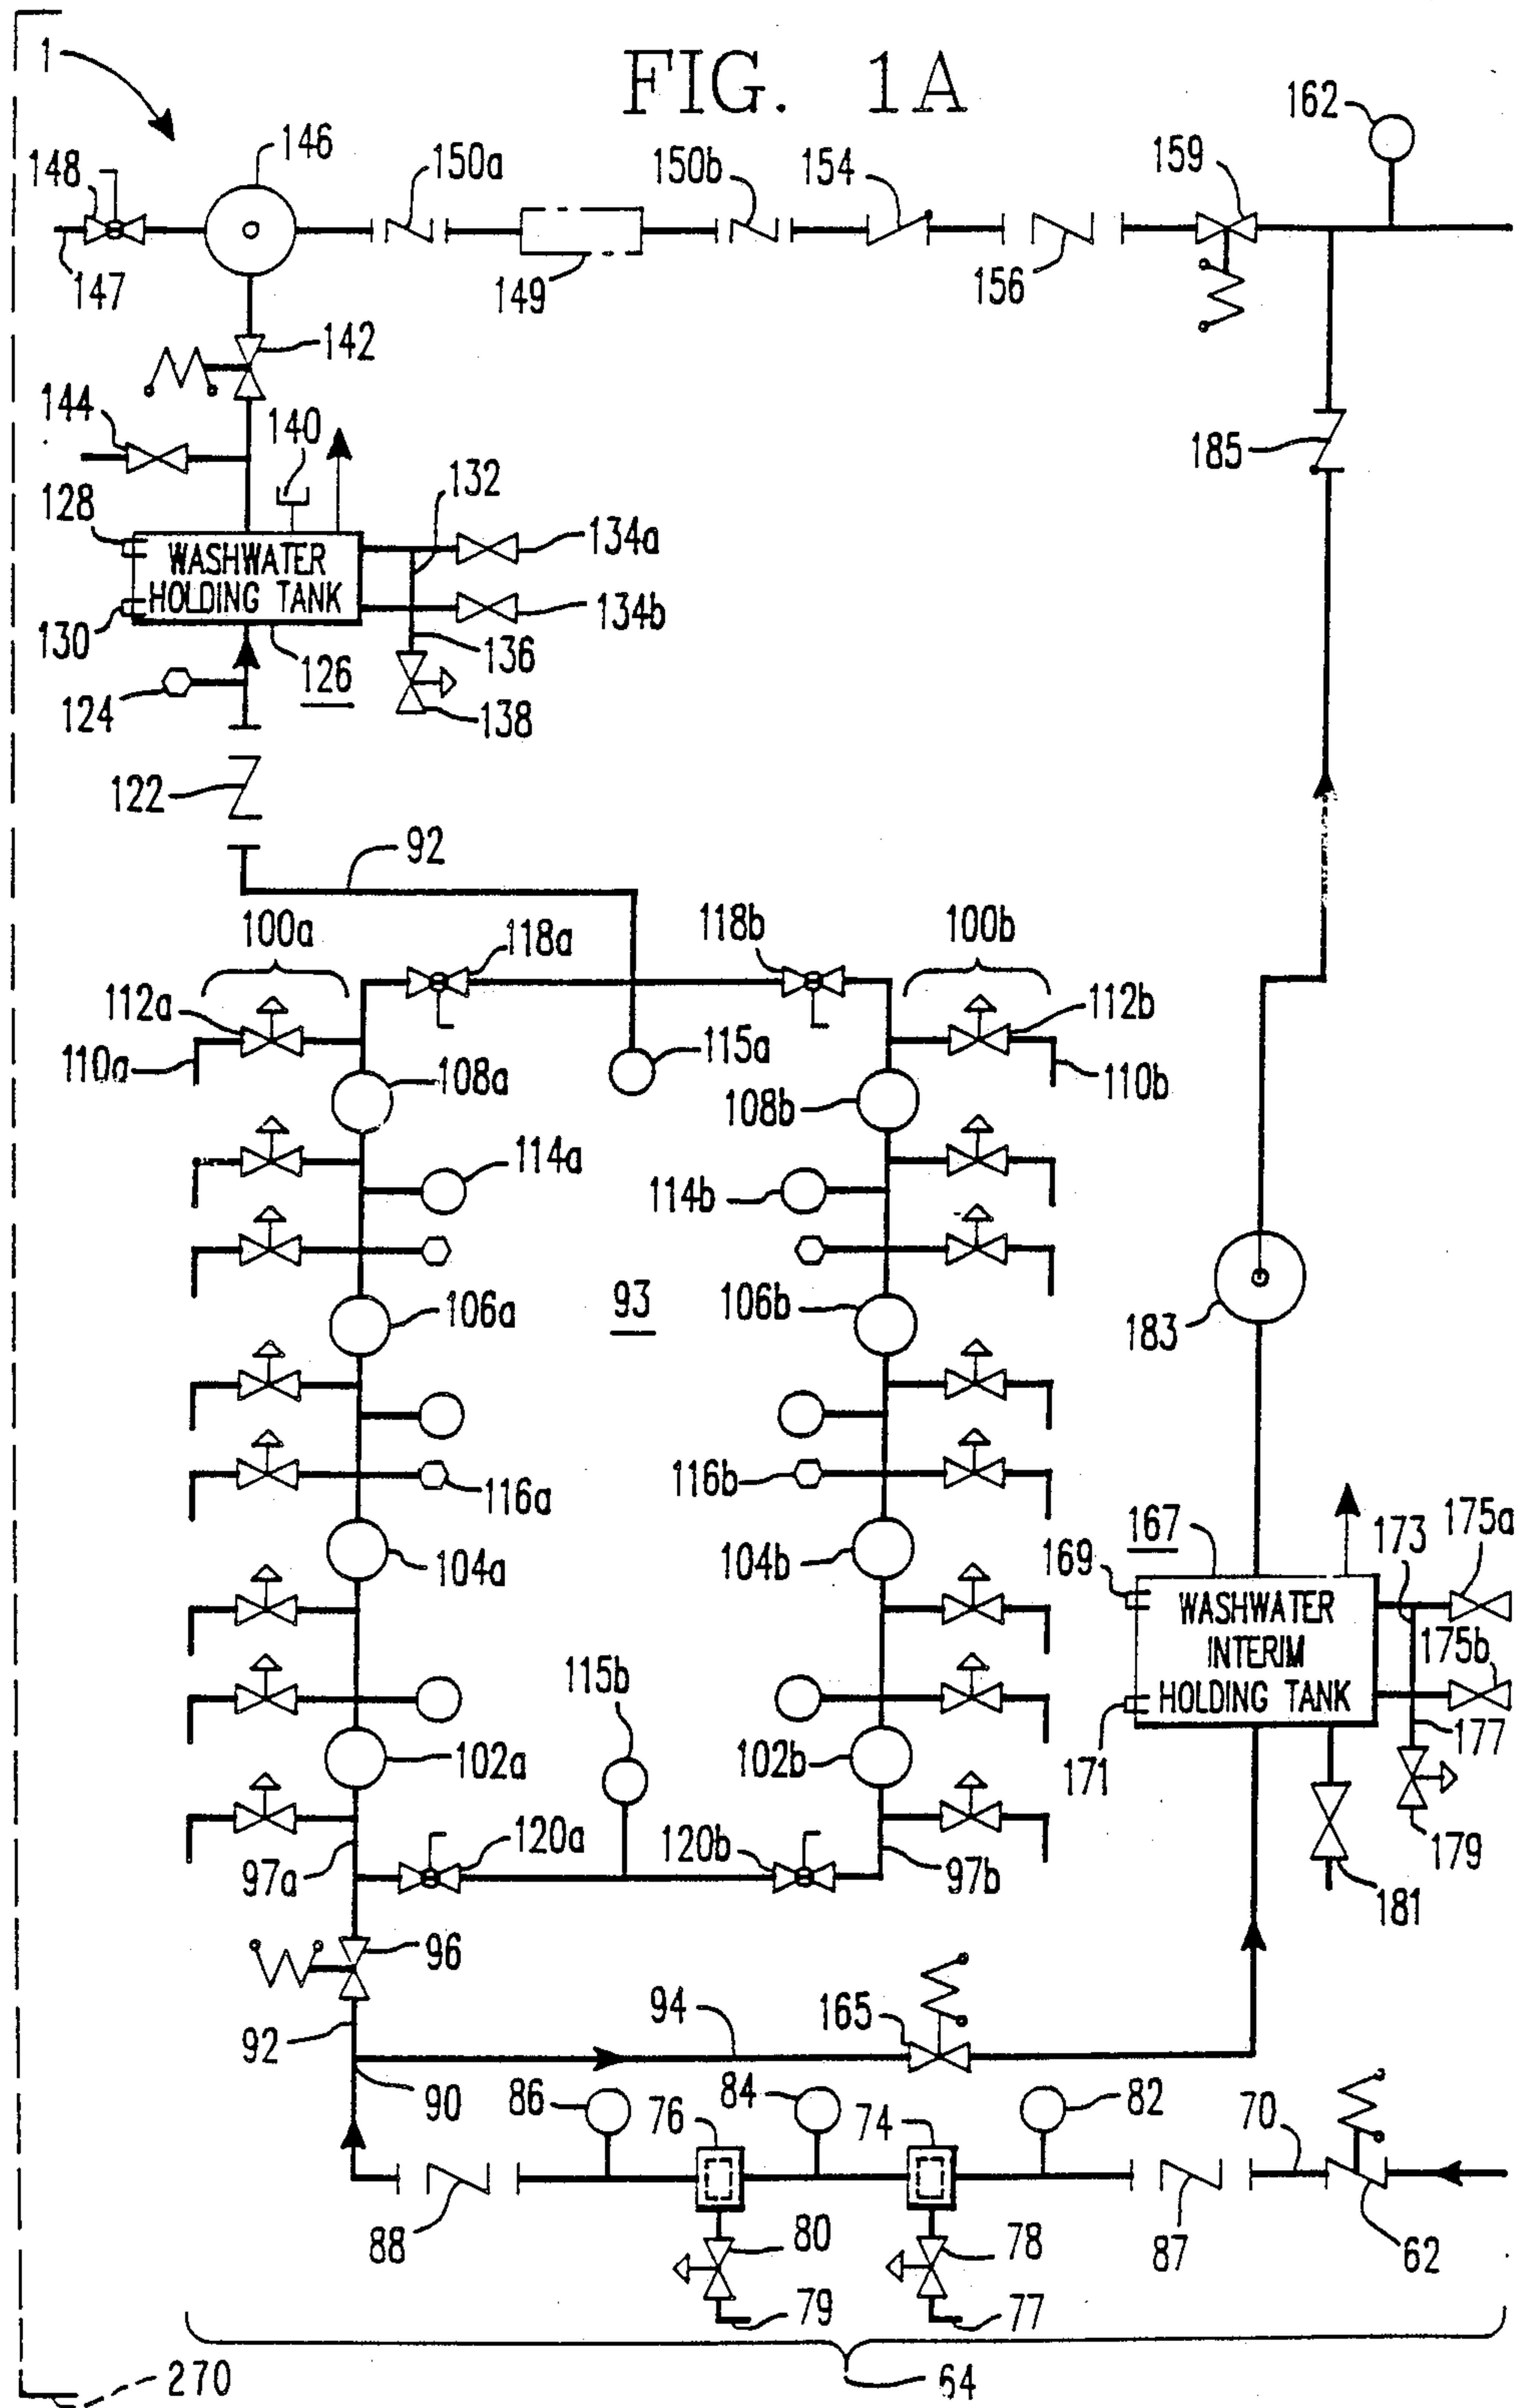 FIG. 1A
1
162
146
148
150a
150b
154
159
147
149
156
142
144
140
185
132
128
134a
WASHWATER
HOLDING TANK
134b
130
136
126
124
138
122
92
100a
118a
118b
100b
112a
112b
110a
115a
110b
108a
108b
114a
114b
106a
93
106b
183
116a
116b
167
173
175a
104a
104b
169
WASHWATER
INTERIM
HOLDING TANK
175b
115b
177
102a
102b
171
120a
120b
179
97a
97b
181
96
94
165
92
90
86
76
84
74
82
70
88
80
78
87
62
79
77
270
64